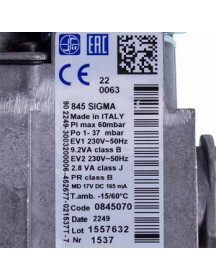 EAC
CE
22
0063
845 SIGMA
Made in ITALY
Pi max 60mbar
Po 1- 37 mbar
EV1 230V~50Hz
9.2VA class B
EV2 230V~50Hz
2.8 VA class J
PR class B
MD 17V DC 165 mA
T.amb. -15/60°C
Code 0845070
Date 2249
Lot 1557632
Nr 1537